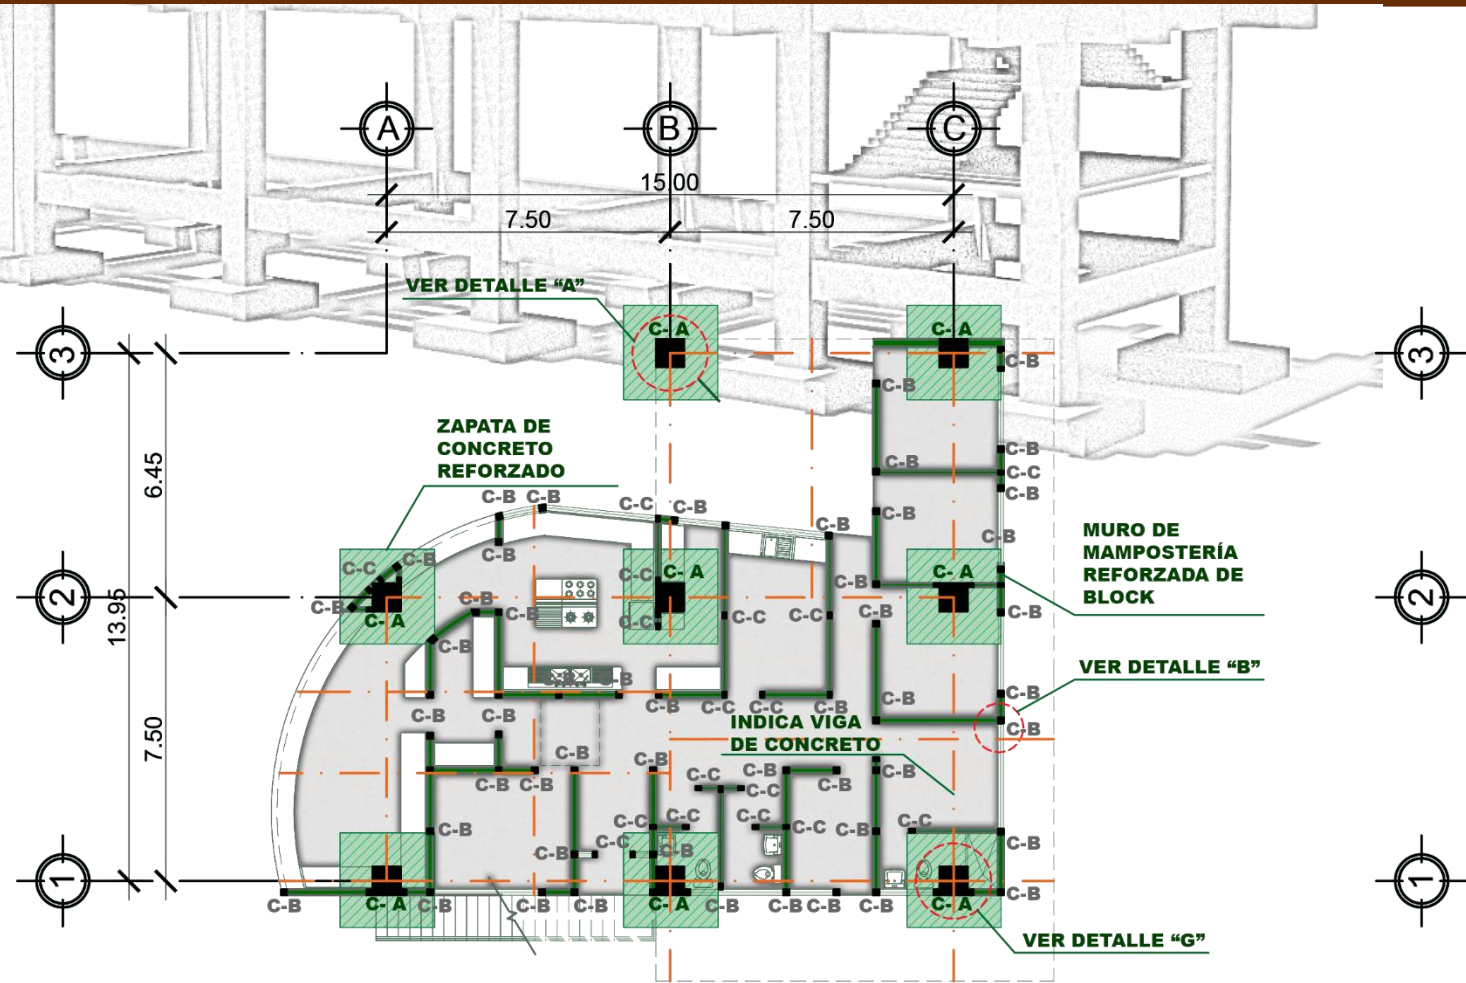 A
B
C
15.00
7.50
7.50
VER DETALLE “A”
C- A
C- A
3
3
C-B
C-B
ZAPATA DE
CONCRETO
REFORZADO
6.45
C-B
C-B
C-C
C-B
C-B
C-C
C-B
C-B
C-B
C-B
C-B
C-B
MURO DE
MAMPOSTERÍA
REFORZADA DE
BLOCK
C-B
C-C
C-B
C-C
C- A
C-B
C- A
2
2
13.95
C-B
C- A
C-B
C-B
C-C
C-C
C-C
C-B
C-B
VER DETALLE “B”
C-B
C-B
C-B
C-C
C-C
C-B
C-B
C-B
C-B
C-B
INDICA VIGA
DE CONCRETO
C-B
7.50
C-B
C-B
C-B
C-B
C-C
C-B
C-B
C-B
C-C
C-B
C-C
C-C
C-C
C-B
C-C
C-B
C-C
C-B
C-B
1
1
C-B
C- A
C-B
C-B
C-B
C- A
C-B
C-B
C-B
C-B
C- A
C-B
VER DETALLE “G”